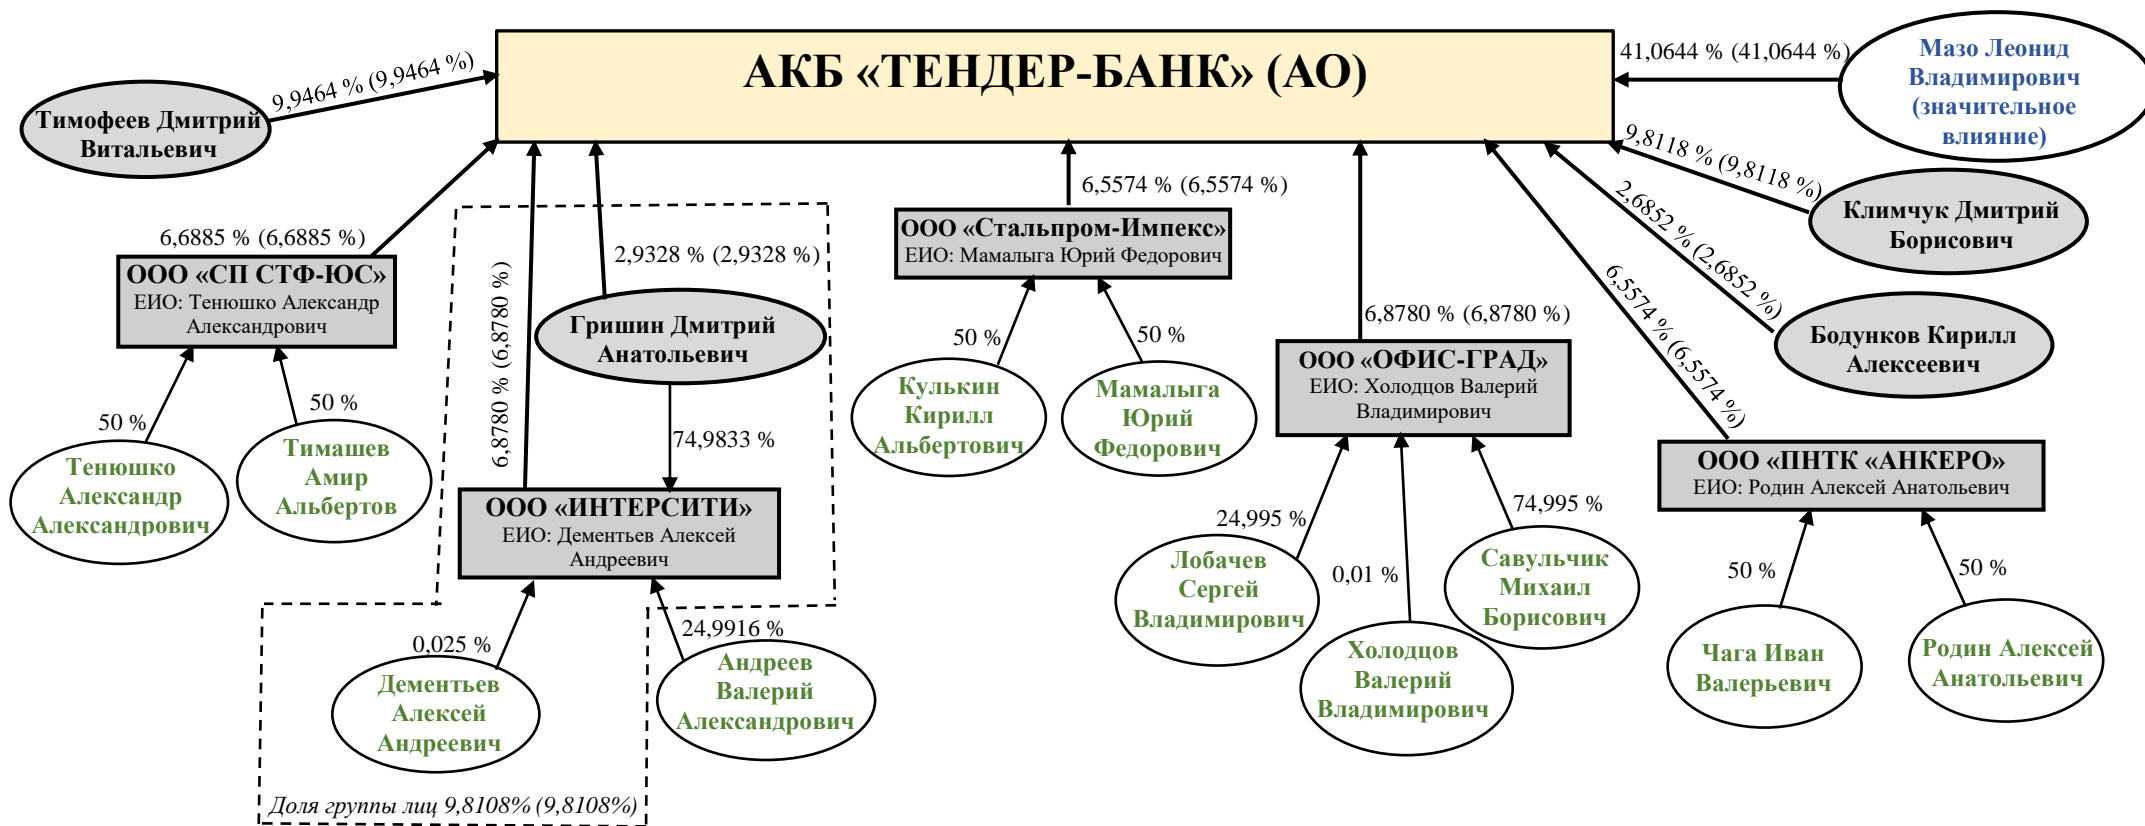 АКБ «ТЕНДЕР-БАНК» (АО)
41,0644 % (41,0644 %)
Мазо Леонид
Владимирович
(значительное
влияние)
9,9464 % (9,9464 %)
Тимофеев Дмитрий
Витальевич
9,8118 % (9,8118 %)
Климчук Дмитрий
Борисович
2,6852 % (2,6852 %)
Бодунков Кирилл
Алексеевич
6,6885 % (6,6885 %)
ООО «СП СТФ-ЮС»
ЕИО: Тенюшко Александр
Александрович
50 %
Тенюшко
Александр
Александрович
50 %
Тимашев
Амир
Альбертов
6,8780 % (6,8780 %)
2,9328 % (2,9328 %)
Гришин Дмитрий
Анатольевич
74,9833 %
ООО «ИНТЕРСИТИ»
ЕИО: Дементьев Алексей
Андреевич
0,025 %
Дементьев
Алексей
Андреевич
24,9916 %
Андреев
Валерий
Александрович
Доля группы лиц 9,8108% (9,8108%)
6,5574 % (6,5574 %)
ООО «Стальпром-Импекс»
ЕИО: Мамалыга Юрий Федорович
50 %
Кулькин
Кирилл
Альбертович
50 %
Мамалыга
Юрий
Федорович
6,8780 % (6,8780 %)
ООО «ОФИС-ГРАД»
ЕИО: Холодцов Валерий
Владимирович
24,995 %
Лобачев
Сергей
Владимирович
0,01 %
Холодцов
Валерий
Владимирович
74,995 %
Савульчик
Михаил
Борисович
6,5574 % (6,5574 %)
ООО «ПНТК «АНКЕРО»
ЕИО: Родин Алексей Анатольевич
50 %
Чага Иван
Валерьевич
50 %
Родин Алексей
Анатольевич